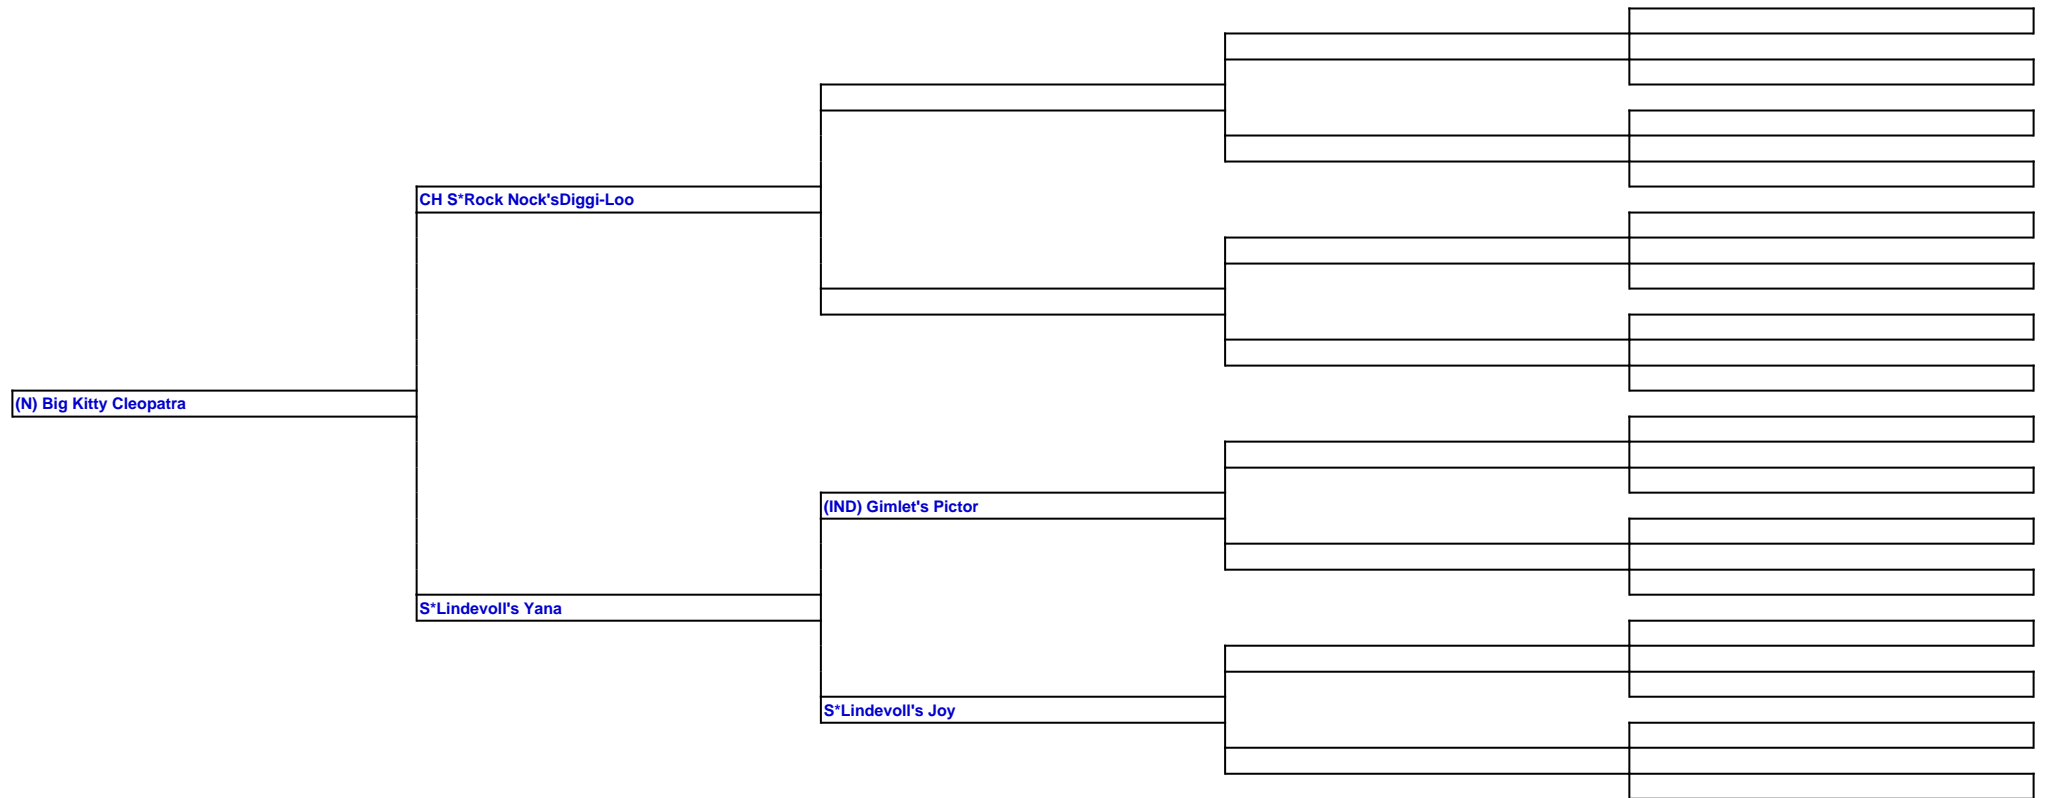 CH S*Rock Nock'sDiggi-Loo
(N) Big Kitty Cleopatra
(IND) Gimlet's Pictor
S*Lindevoll's Yana
S*Lindevoll's Joy